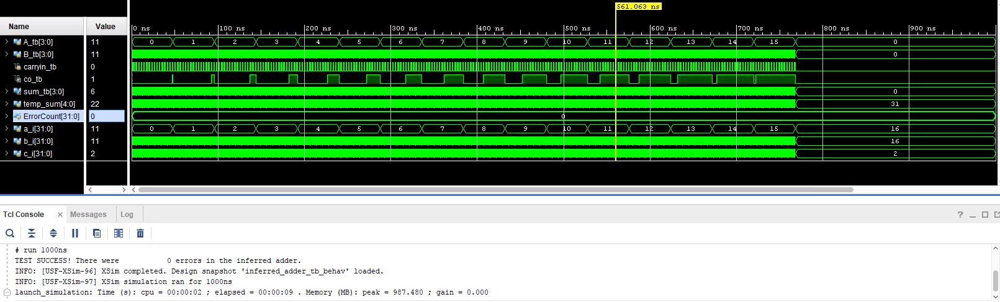 561.063 ns
Name Value
0 ns 100 ns 200 ns 300 ns 400 ns 500 ns 600 ns 700 ns 800 ns 900 ns
A_tb[3:0] 11 0 1 2 3 4 5 6 7 8 9 10 11 12 13 14 15 0
B_tb[3:0] 11 0
carryin_tb 0
co_tb 1
sum_tb[3:0] 6 0
temp_sum[4:0] 22 31
ErrorCount[31:0] 0 0
a_i[31:0] 11 0 1 2 3 4 5 6 7 8 9 10 11 12 13 14 15 16
b_i[31:0] 11 16
c_i[31:0] 2 2
Tcl Console × Messages Log ?
# run 1000ns
TEST SUCCESS! There were 0 errors in the inferred adder.
INFO: [USF-XSim-96] XSim completed. Design snapshot 'inferred_adder_tb_behav' loaded.
INFO: [USF-XSim-97] XSim simulation ran for 1000ns
launch_simulation: Time (s): cpu = 00:00:02 ; elapsed = 00:00:09 . Memory (MB): peak = 987.480 ; gain = 0.000